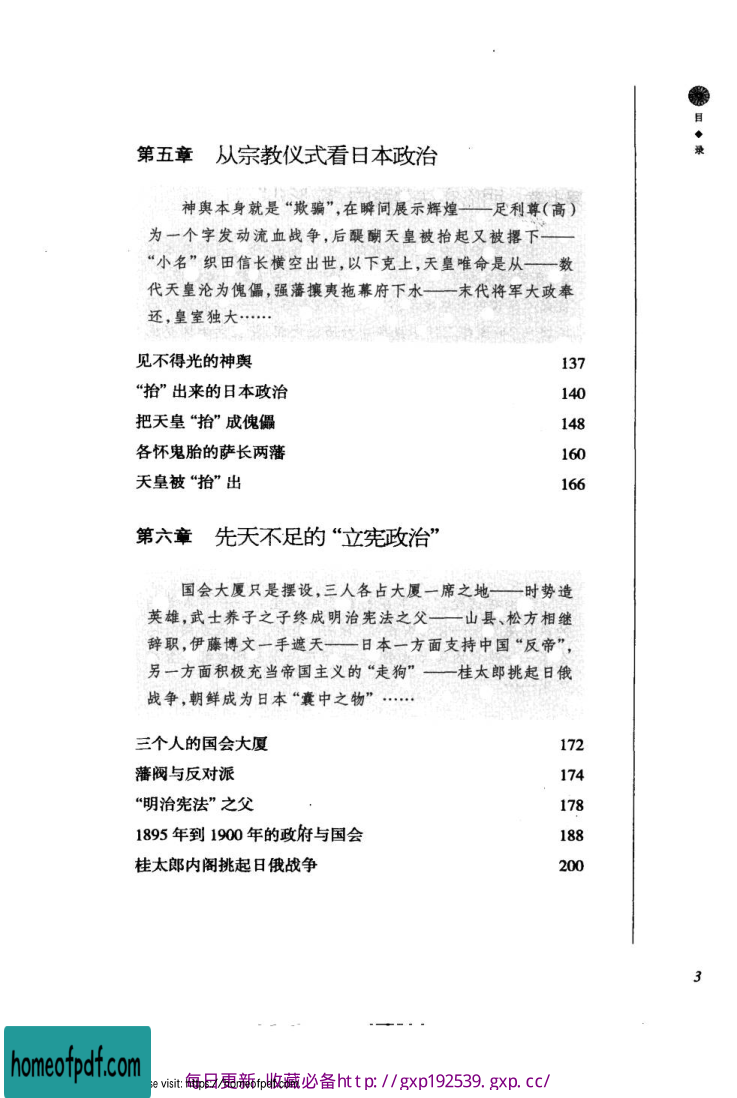 目◆录
第五章 从宗教仪式看日本政治
神舆本身就是“欺骗”,在瞬间展示辉煌——足利尊(高)
为一个字发动流血战争,后醍醐天皇被抬起又被撂下——
“小名”织田信长横空出世,以下克上,天皇唯命是从——数
代天皇沦为傀儡,强藩攘夷拖幕府下水——末代将军大政奉
还,皇室独大……
见不得光的神舆 137
“抬”出来的日本政治 140
把天皇“抬”成傀儡 148
各怀鬼胎的萨长两藩 160
天皇被“抬”出 166
第六章 先天不足的“立宪政治”
国会大厦只是摆设,三人各占大厦一席之地——时势造
英雄,武士养子之子终成明治宪法之父——山县、松方相继
辞职,伊藤博文一手遮天——日本一方面支持中国“反帝”,
另一方面积极充当帝国主义的“走狗”——桂太郎挑起日俄
战争,朝鲜成为日本“囊中之物”……
三个人的国会大厦 172
藩阀与反对派 174
“明治宪法”之父 178
1895年到1900年的政府与国会 188
桂太郎内阁挑起日俄战争 200
3
homeofpdf.com
se visit: https://homeofpdf.com
每日更新 收藏必备http://gxp192539.gxp.cc/